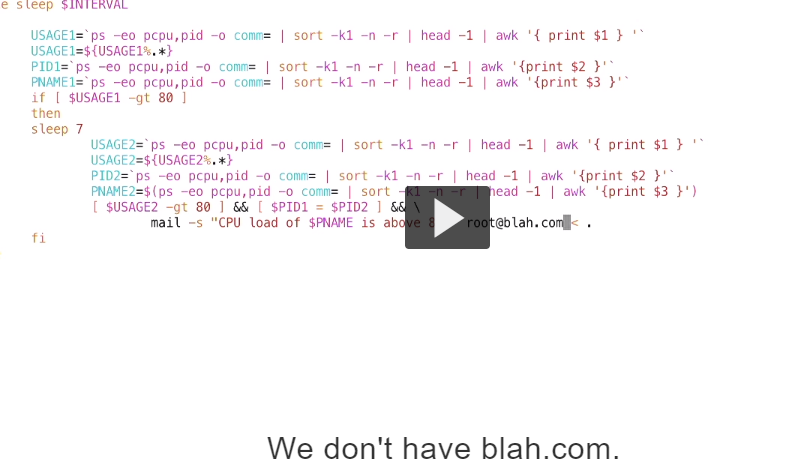 e sleep $INTERVAL
USAGE1=`ps -eo pcpu,pid -o comm= | sort -k1 -n -r | head -1 | awk '{ print $1 } '`
USAGE1=${USAGE1%.*}
PID1=`ps -eo pcpu,pid -o comm= | sort -k1 -n -r | head -1 | awk '{print $2 }'`
PNAME1=`ps -eo pcpu,pid -o comm= | sort -k1 -n -r | head -1 | awk '{print $3 }'`
if [ $USAGE1 -gt 80 ]
then
sleep 7
USAGE2=`ps -eo pcpu,pid -o comm= | sort -k1 -n -r | head -1 | awk '{ print $1 } '`
USAGE2=${USAGE2%.*}
PID2=`ps -eo pcpu,pid -o comm= | sort -k1 -n -r | head -1 | awk '{print $2 }'`
PNAME2=$(ps -eo pcpu,pid -o comm= | sort -k1 -n -r | head -1 | awk '{print $3 }')
[ $USAGE2 -gt 80 ] && [ $PID1 = $PID2 ] && \
mail -s "CPU load of $PNAME is above 8 root@blah.com < .
fi
We don't have blah.com.